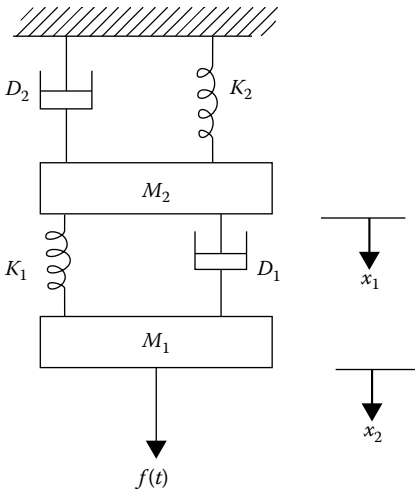 D₂
K₂
M₂
K₁
D₁
x₁
M₁
x₂
f(t)